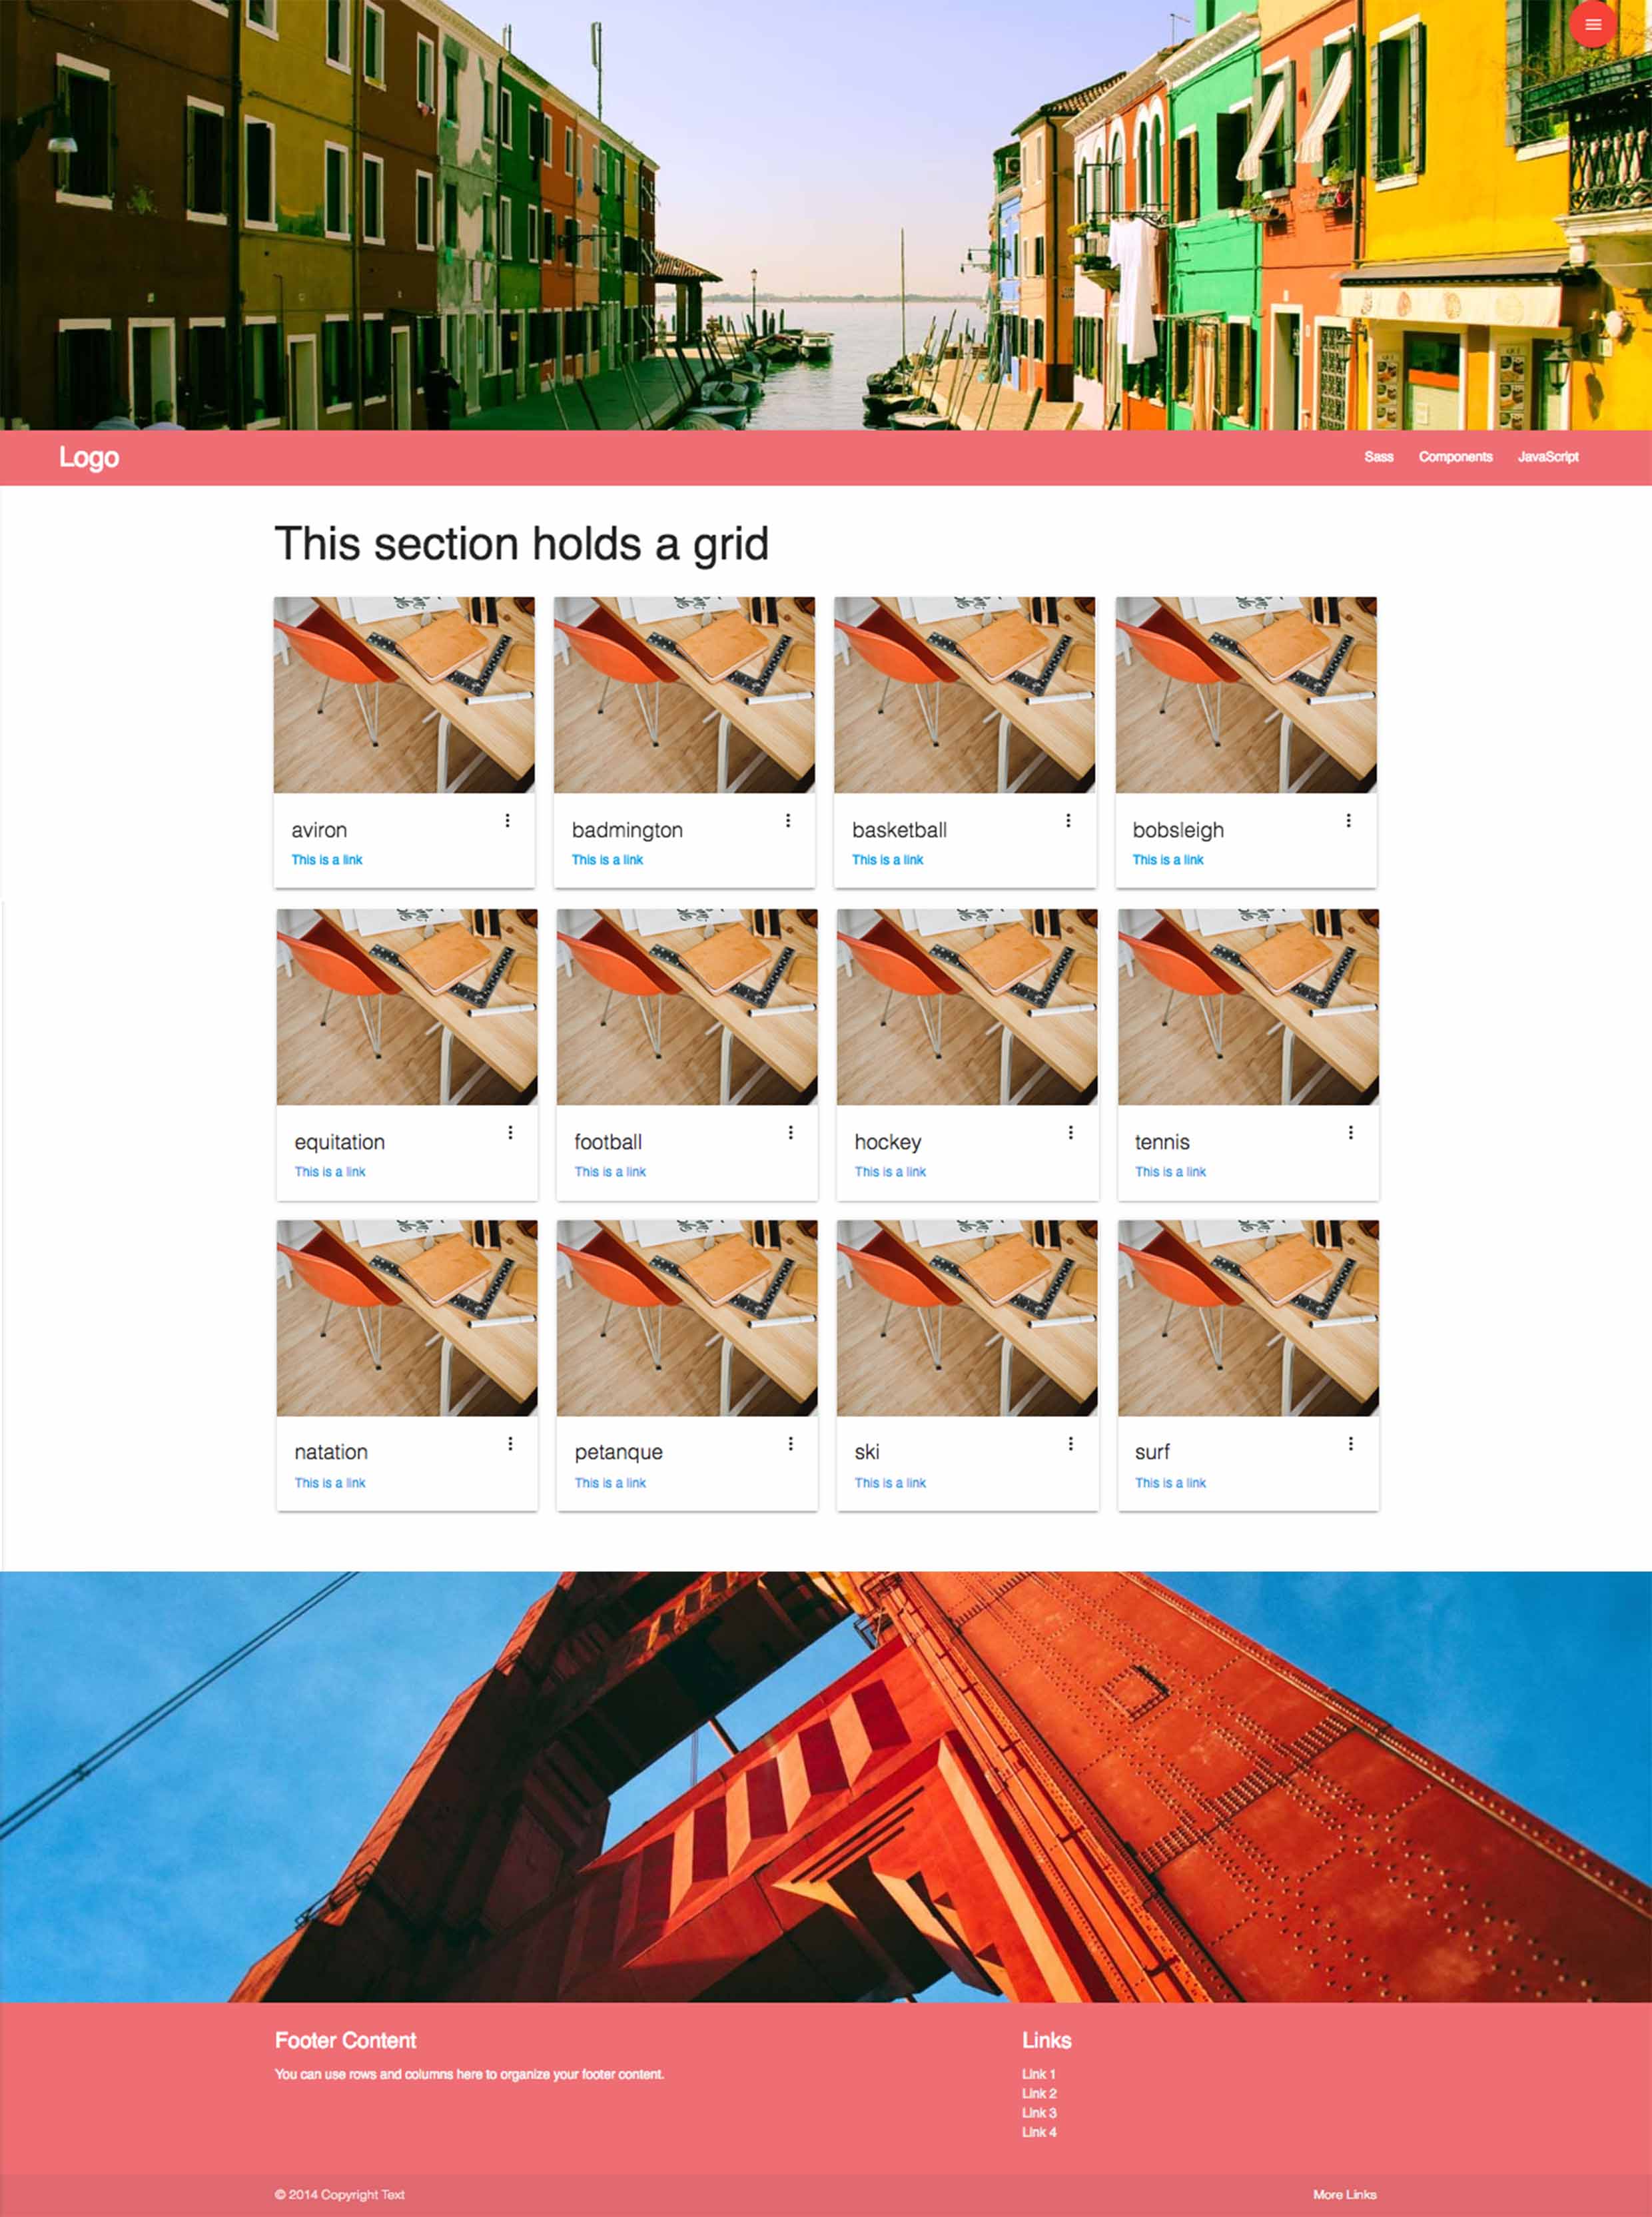 Logo
Sass Components JavaScript
This section holds a grid
aviron
This is a link
badmington
This is a link
basketball
This is a link
bobsleigh
This is a link
equitation
This is a link
football
This is a link
hockey
This is a link
tennis
This is a link
natation
This is a link
petanque
This is a link
ski
This is a link
surf
This is a link
Footer Content
You can use rows and columns here to organize your footer content.
Links
Link 1
Link 2
Link 3
Link 4
© 2014 Copyright Text
More Links